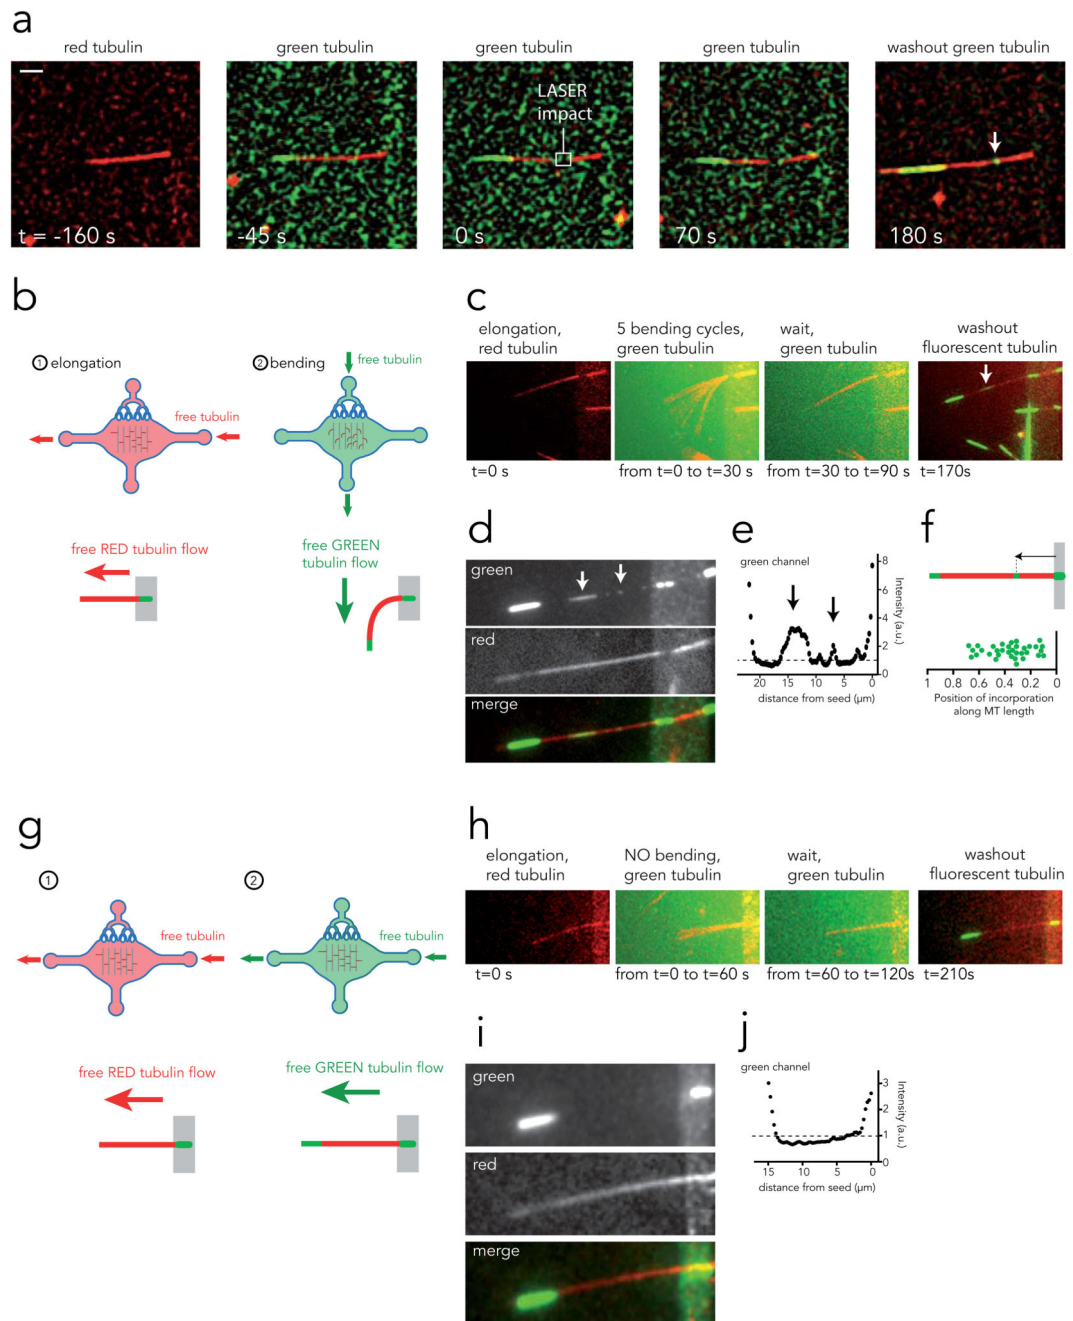 a
red tubulin
green tubulin
green tubulin
green tubulin
washout green tubulin
LASER
impact
t = -160 s
-45 s
0 s
70 s
180 s
b
1 elongation
2 bending
free tubulin
free tubulin
free RED tubulin flow
free GREEN
tubulin flow
c
elongation,
red tubulin
5 bending cycles,
green tubulin
wait,
green tubulin
washout
fluorescent tubulin
t=0 s
from t=0 to t=30 s
from t=30 to t=90 s
t=170s
d
green
red
merge
e
green channel
8
6
4
2
0
Intensity (a.u.)
20
15
10
5
0
distance from seed (µm)
f
1
0.8
0.6
0.4
0.2
0
Position of incorporation
along MT length
g
1
2
free tubulin
free tubulin
free RED tubulin flow
free GREEN tubulin flow
h
elongation,
red tubulin
NO bending,
green tubulin
wait,
green tubulin
washout
fluorescent tubulin
t=0 s
from t=0 to t=60 s
from t=60 to t=120s
t=210s
i
green
red
merge
j
green channel
3
2
1
0
Intensity (a.u.)
15
10
5
0
distance from seed (µm)